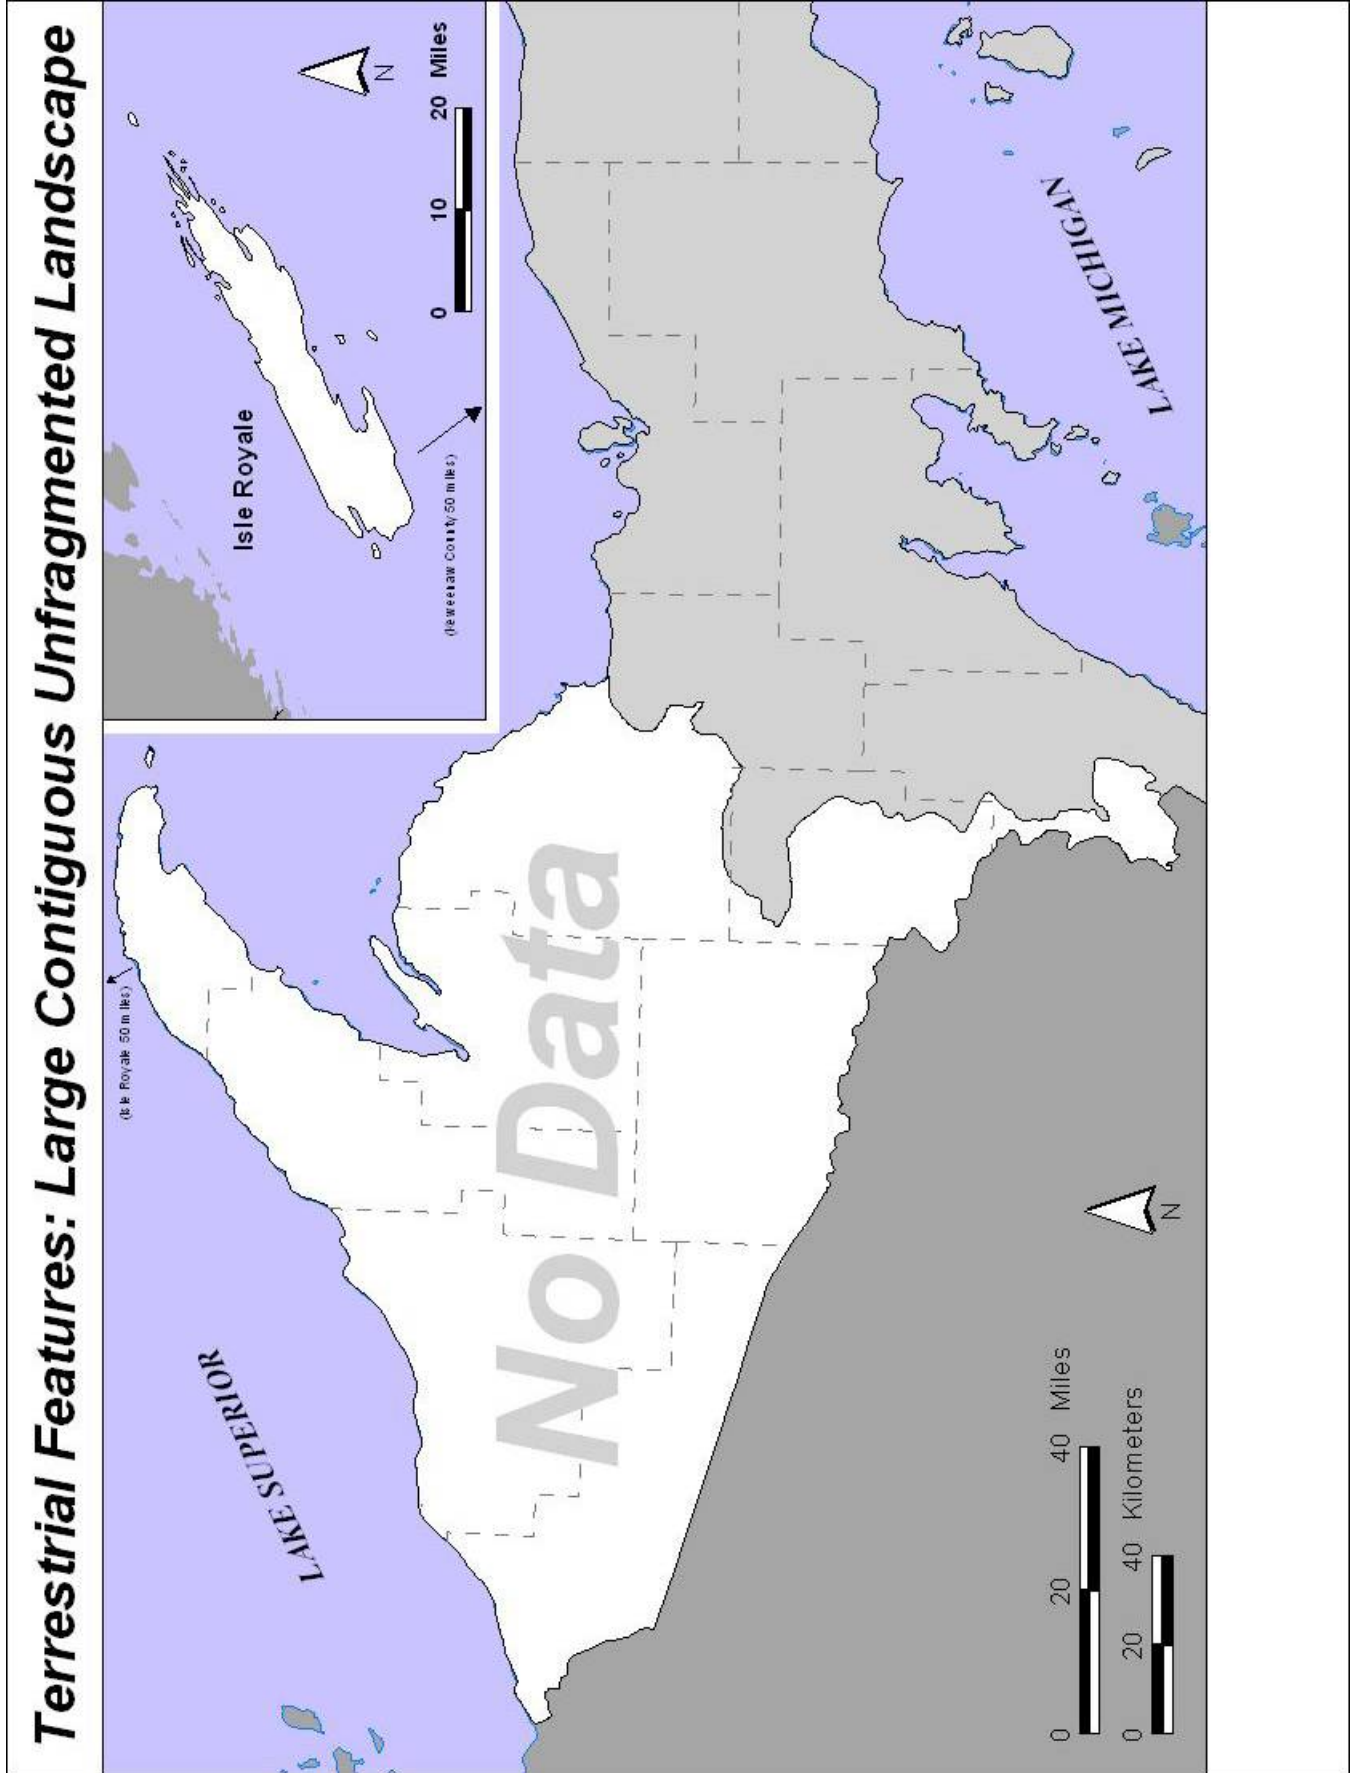 Terrestrial Features: Large Contiguous Unfragmented Landscape
LAKE SUPERIOR
(Isle Royale 50 miles)
Isle Royale
(Keweenaw County 50 miles)
N
0 10 20 Miles
No Data
LAKE MICHIGAN
0 20 40 Miles
0 20 40 Kilometers
N